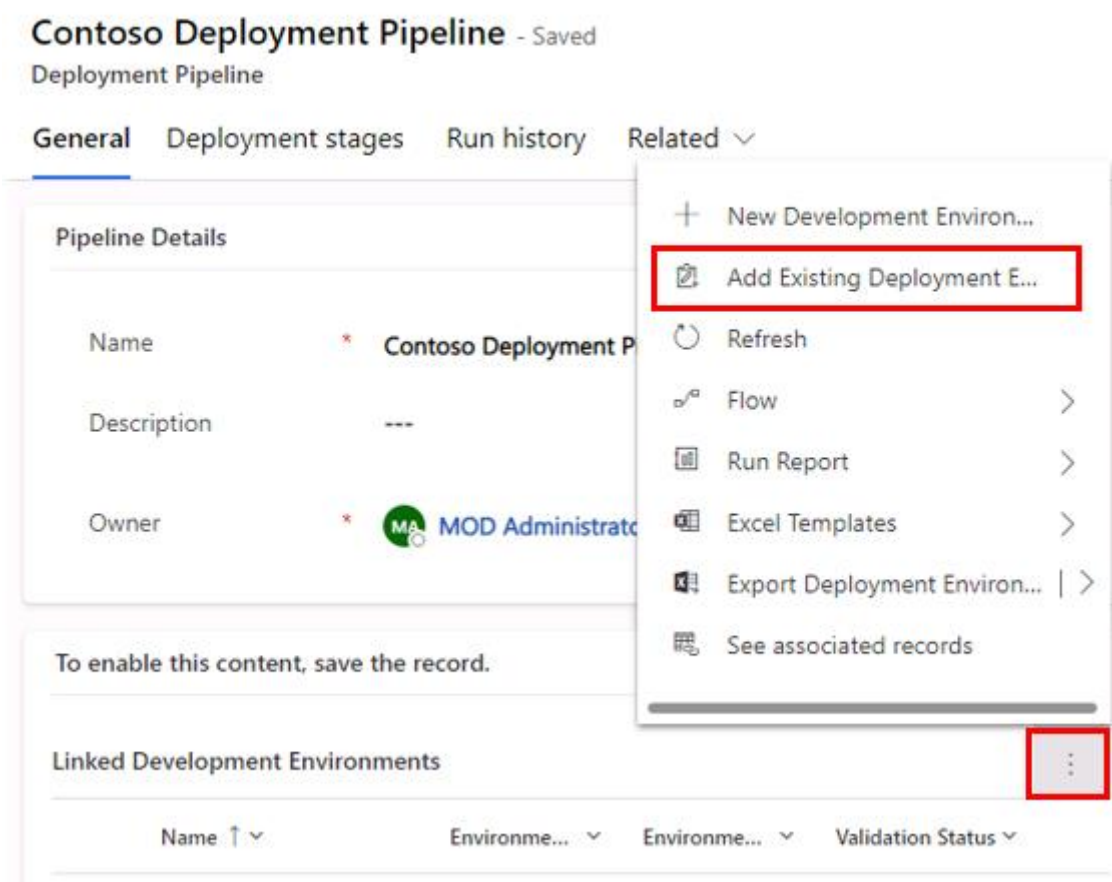 Contoso Deployment Pipeline - Saved
Deployment Pipeline
General Deployment stages Run history Related
New Development Environ...
Pipeline Details
Add Existing Deployment E...
Refresh
Name * Contoso Deployment P
Flow
Description ---
Run Report
Owner * MA MOD Administrato
Excel Templates
Export Deployment Environ... |
See associated records
To enable this content, save the record.
Linked Development Environments
Name ↑ Environme... Environme... Validation Status